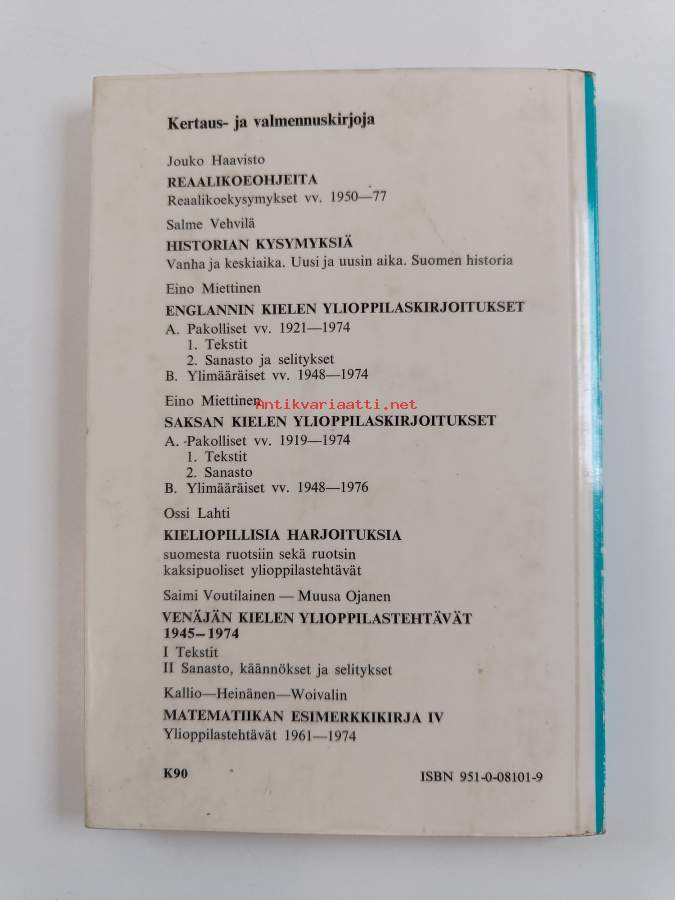 Kertaus- ja valmennuskirjoja
Jouko Haavisto
REAALIKOEOHJEITA
Reaalikoekysymykset vv. 1950—77
Salme Vehvilä
HISTORIAN KYSYMYKSIÄ
Vanha ja keskiaika. Uusi ja uusin aika. Suomen historia
Eino Miettinen
ENGLANNIN KIELEN YLIOPPILASKIRJOITUKSET
A. Pakolliset vv. 1921—1974
1. Tekstit
2. Sanasto ja selitykset
B. Ylimääräiset vv. 1948—1974
Eino Miettinen
Antikvariaatti.net
SAKSAN KIELEN YLIOPPILASKIRJOITUKSET
A. Pakolliset vv. 1919—1974
1. Tekstit
2. Sanasto
B. Ylimääräiset vv. 1948—1976
Ossi Lahti
KIELIOPILLISIA HARJOITUKSIA
suomesta ruotsiin sekä ruotsin
kaksipuoliset ylioppilastehtävät
Saimi Voutilainen — Muusa Ojanen
VENÄJÄN KIELEN YLIOPPILASTEHTÄVÄT
1945—1974
I Tekstit
II Sanasto, käännökset ja selitykset
Kallio—Heinänen—Woivalin
MATEMATIIKAN ESIMERKKIKIRJA IV
Ylioppilastehtävät 1961—1974
K90
ISBN 951-0-08101-9